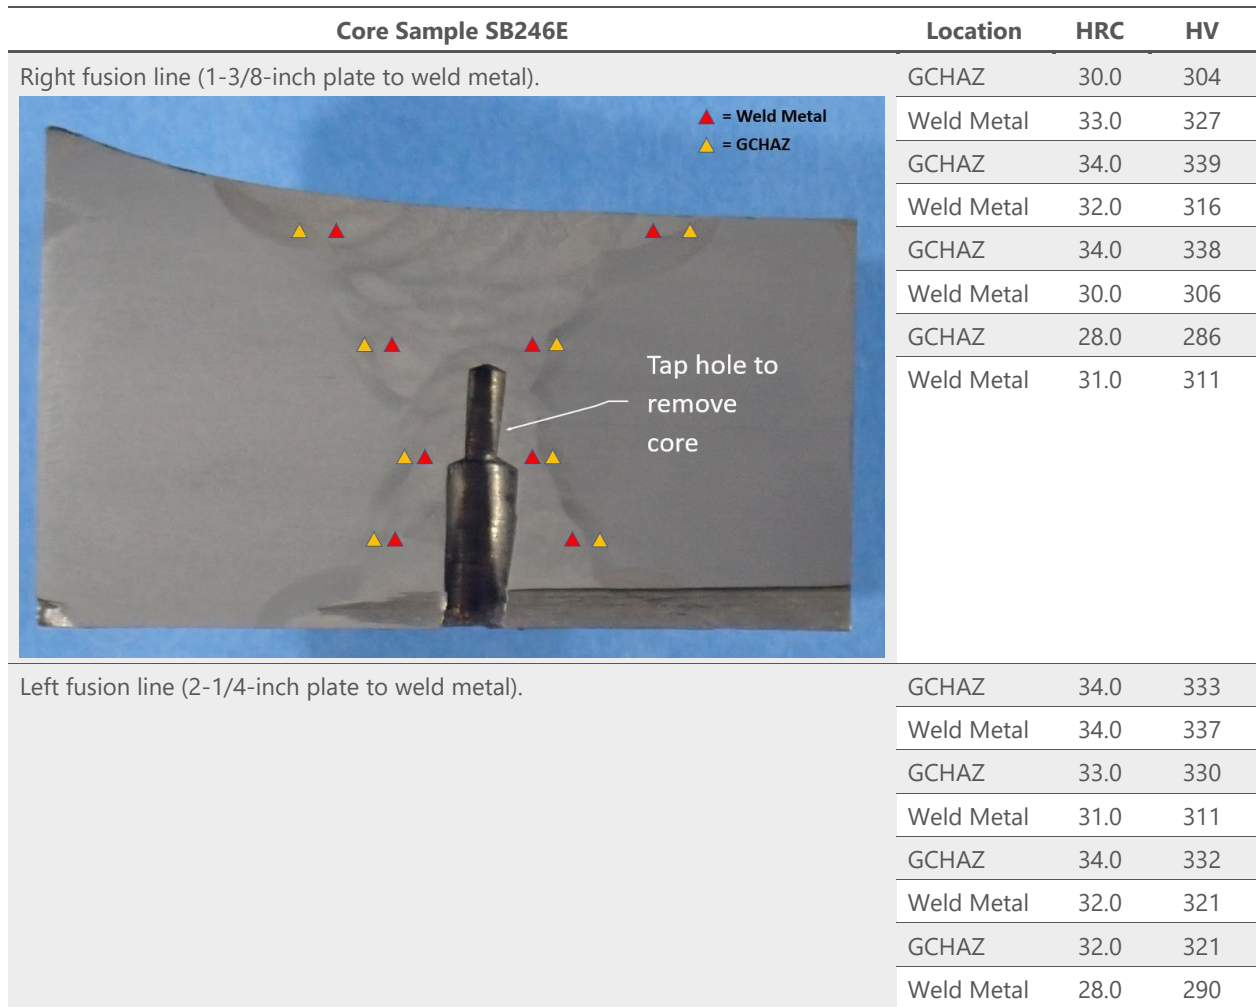 Core Sample SB246E Location HRC HV
Right fusion line (1-3/8-inch plate to weld metal). GCHAZ 30.0 304
= Weld Metal Weld Metal 33.0 327
= GCHAZ GCHAZ 34.0 339
Weld Metal 32.0 316
GCHAZ 34.0 338
Weld Metal 30.0 306
GCHAZ 28.0 286
Weld Metal 31.0 311
Tap hole to
remove
core
Left fusion line (2-1/4-inch plate to weld metal). GCHAZ 34.0 333
Weld Metal 34.0 337
GCHAZ 33.0 330
Weld Metal 31.0 311
GCHAZ 34.0 332
Weld Metal 32.0 321
GCHAZ 32.0 321
Weld Metal 28.0 290